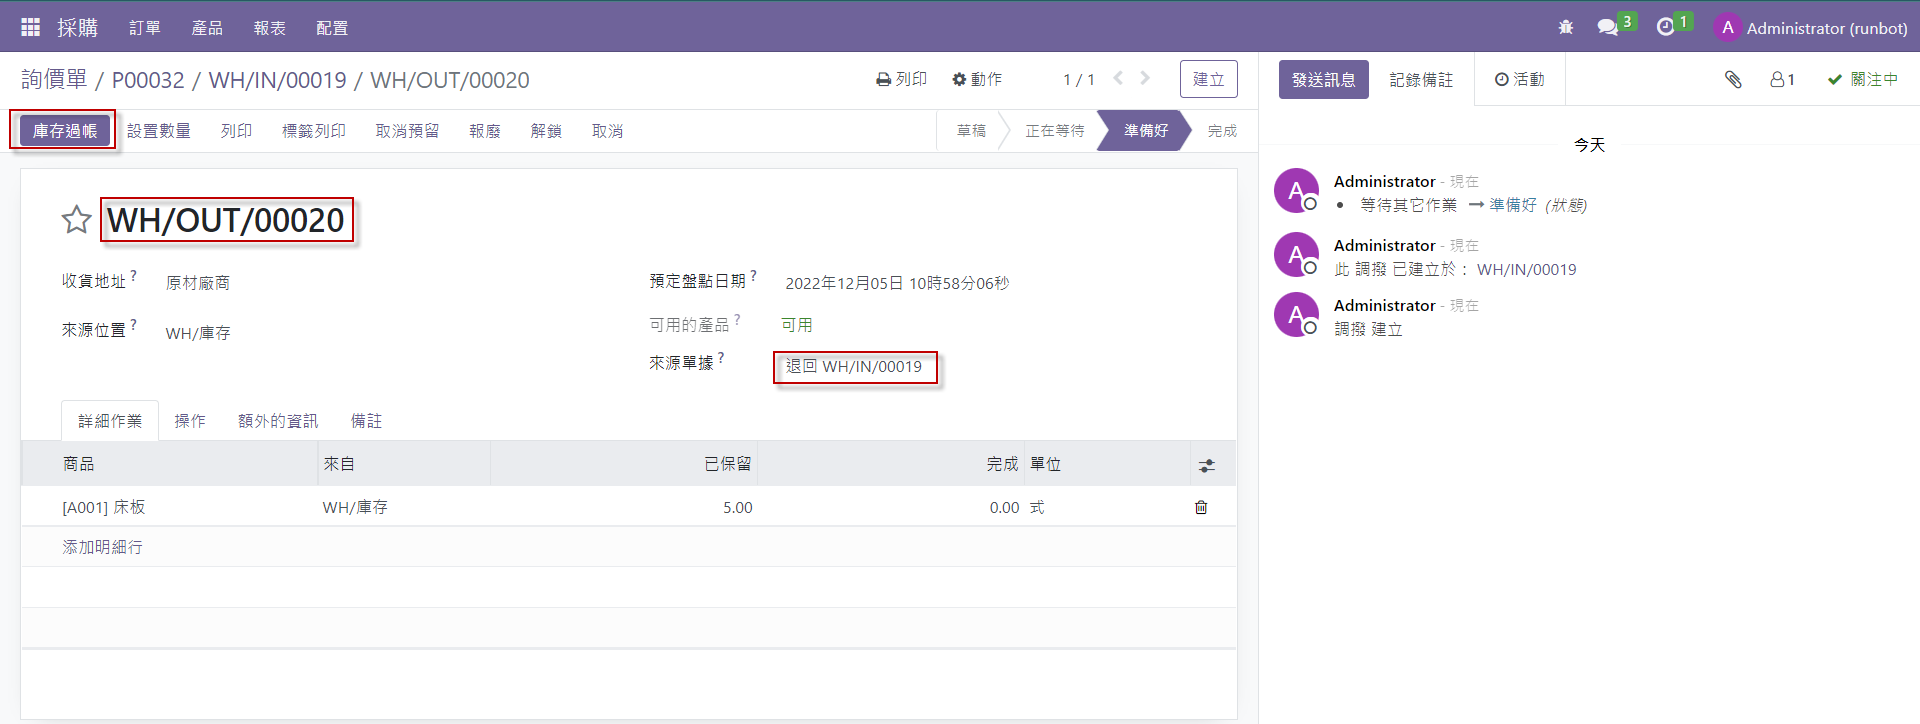 採購 訂單 產品 報表 配置 3 1 A Administrator (runbot)
詢價單 / P00032 / WH/IN/00019 / WH/OUT/00020 列印 動作 1 / 1 建立
庫存過帳 設置數量 列印 標籤列印 取消預留 報廢 解鎖 取消 草稿 正在等待 準備好 完成
WH/OUT/00020
收貨地址 ? 原材廠商
來源位置 ? WH/庫存
預定盤點日期 ? 2022年12月05日 10時58分06秒
可用的產品 ? 可用
來源單據 ? 退回 WH/IN/00019
詳細作業 操作 額外的資訊 備註
商品 來自 已保留 完成 單位
[A001] 床板 WH/庫存 5.00 0.00 式
添加明細行
發送訊息 記錄備註 活動 1 關注中
今天
A Administrator - 現在
• 等待其它作業 → 準備好 (狀態)
A Administrator - 現在
此 調撥 已建立於： WH/IN/00019
A Administrator - 現在
調撥 建立